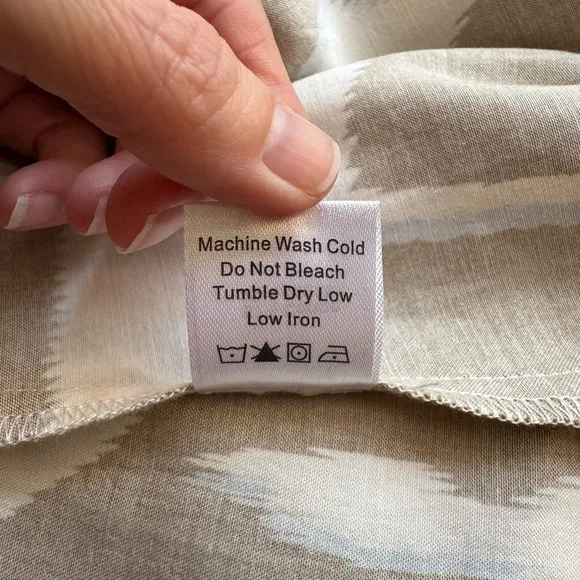 Machine Wash Cold
Do Not Bleach
Tumble Dry Low
Low Iron